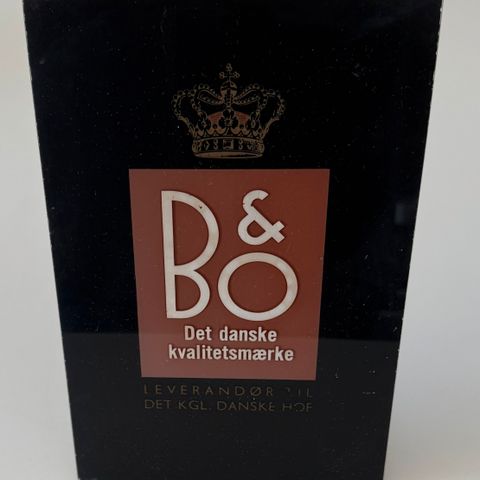 B&O
Det danske
kvalitetsmærke
LEVERANDØR TIL
DET KGL. DANSKE HOF